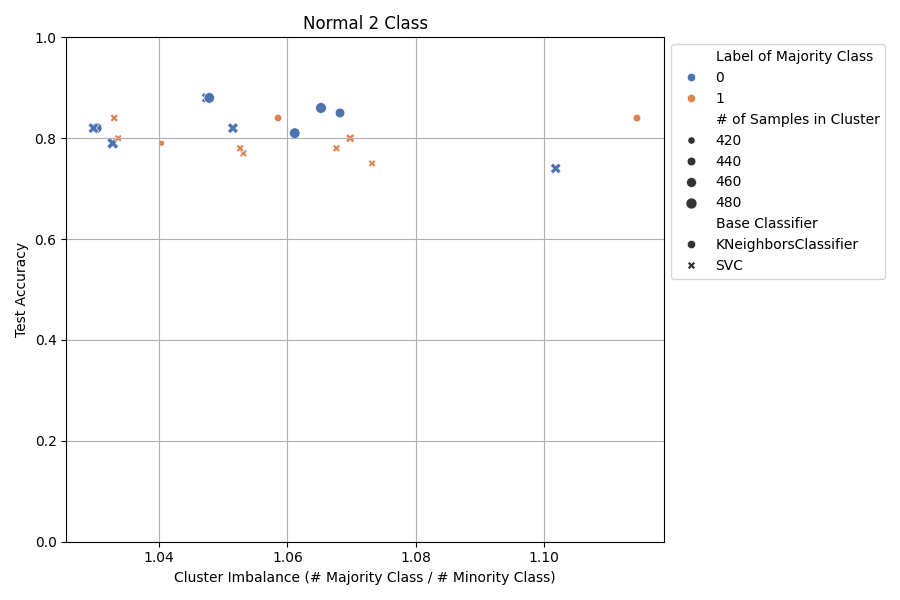 Normal 2 Class
1.0
0.8
0.6
0.4
0.2
0.0
Test Accuracy
1.04
1.06
1.08
1.10
Cluster Imbalance (# Majority Class / # Minority Class)
Label of Majority Class
0
1
# of Samples in Cluster
420
440
460
480
Base Classifier
KNeighborsClassifier
SVC